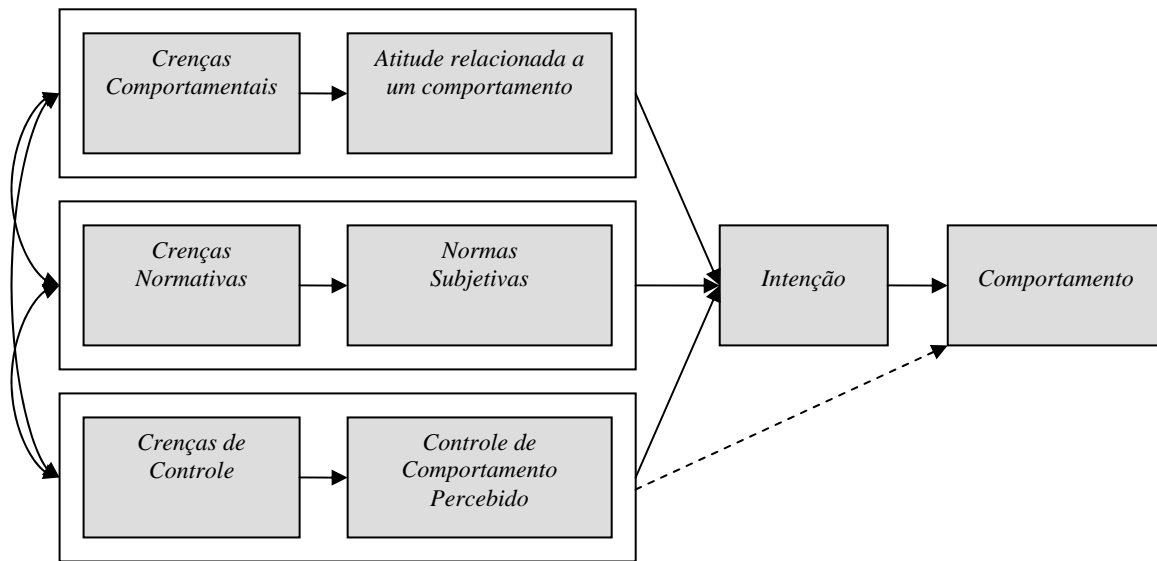 Crenças
Comportamentais
Atitude relacionada a
um comportamento
Crenças
Normativas
Normas
Subjetivas
Intenção
Comportamento
Crenças de
Controle
Controle de
Comportamento
Percebido